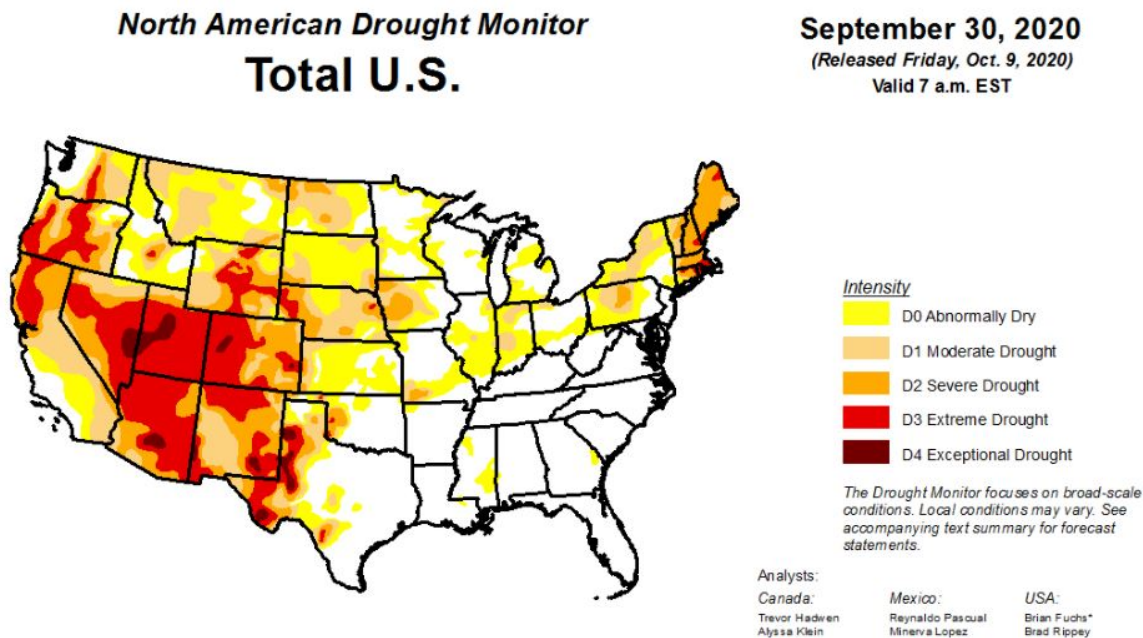 North American Drought Monitor
Total U.S.
September 30, 2020
(Released Friday, Oct. 9, 2020)
Valid 7 a.m. EST
Intensity
D0 Abnormally Dry
D1 Moderate Drought
D2 Severe Drought
D3 Extreme Drought
D4 Exceptional Drought
The Drought Monitor focuses on broad-scale
conditions. Local conditions may vary. See
accompanying text summary for forecast
statements.
Analysts:
Canada:
Trevor Hadwen
Alyssa Klein
Mexico:
Reynaldo Pascual
Minerva Lopez
USA:
Brian Fuchs*
Brad Rippey